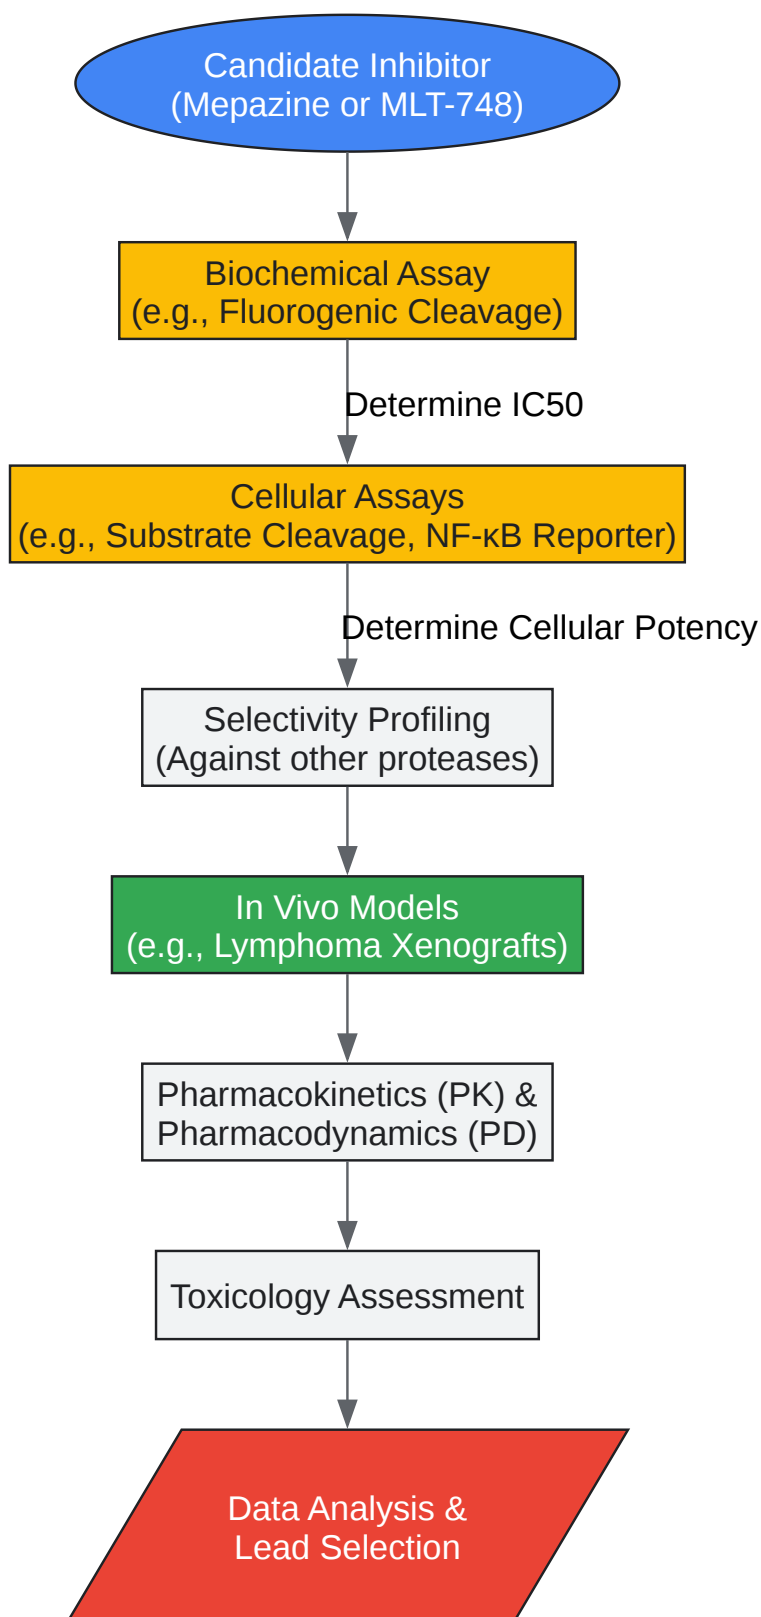 Candidate Inhibitor
(Mepazine or MLT-748)
Biochemical Assay
(e.g., Fluorogenic Cleavage)
Determine IC50
Cellular Assays
(e.g., Substrate Cleavage, NF-κB Reporter)
Determine Cellular Potency
Selectivity Profiling
(Against other proteases)
In Vivo Models
(e.g., Lymphoma Xenografts)
Pharmacokinetics (PK) &
Pharmacodynamics (PD)
Toxicology Assessment
Data Analysis &
Lead Selection